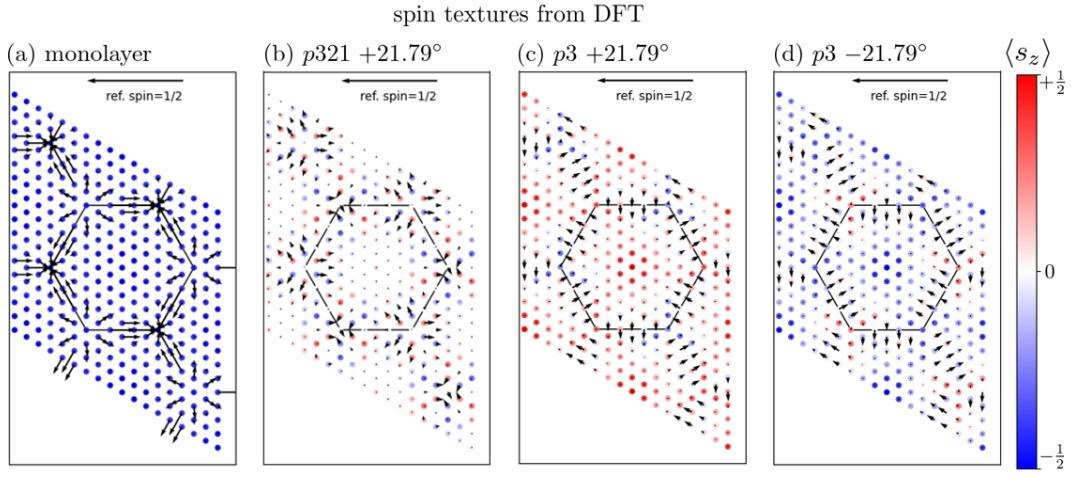 spin textures from DFT
(a) monolayer
(b) p321 +21.79°
(c) p3 +21.79°
(d) p3 −21.79°
⟨s_z⟩
ref. spin=1/2
ref. spin=1/2
ref. spin=1/2
ref. spin=1/2
+1/2
0
−1/2